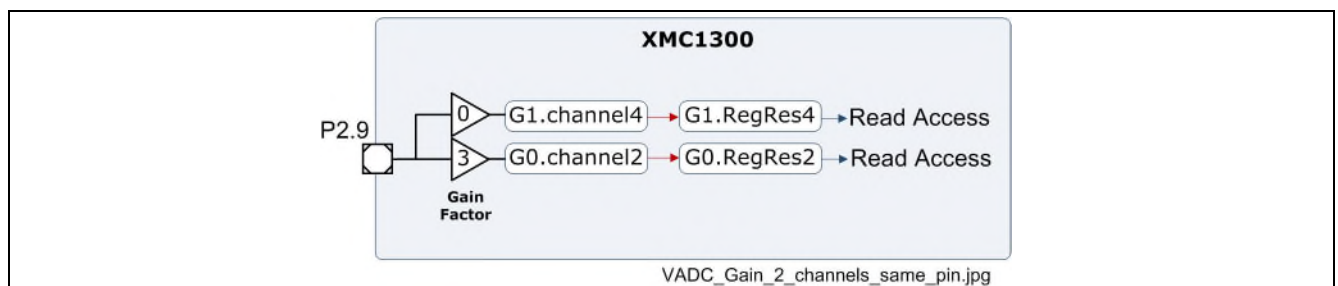 XMC1300
P2.9
0 G1.channel4 G1.RegRes4 Read Access
3 G0.channel2 G0.RegRes2 Read Access
Gain
Factor
VADC_Gain_2_channels_same_pin.jpg